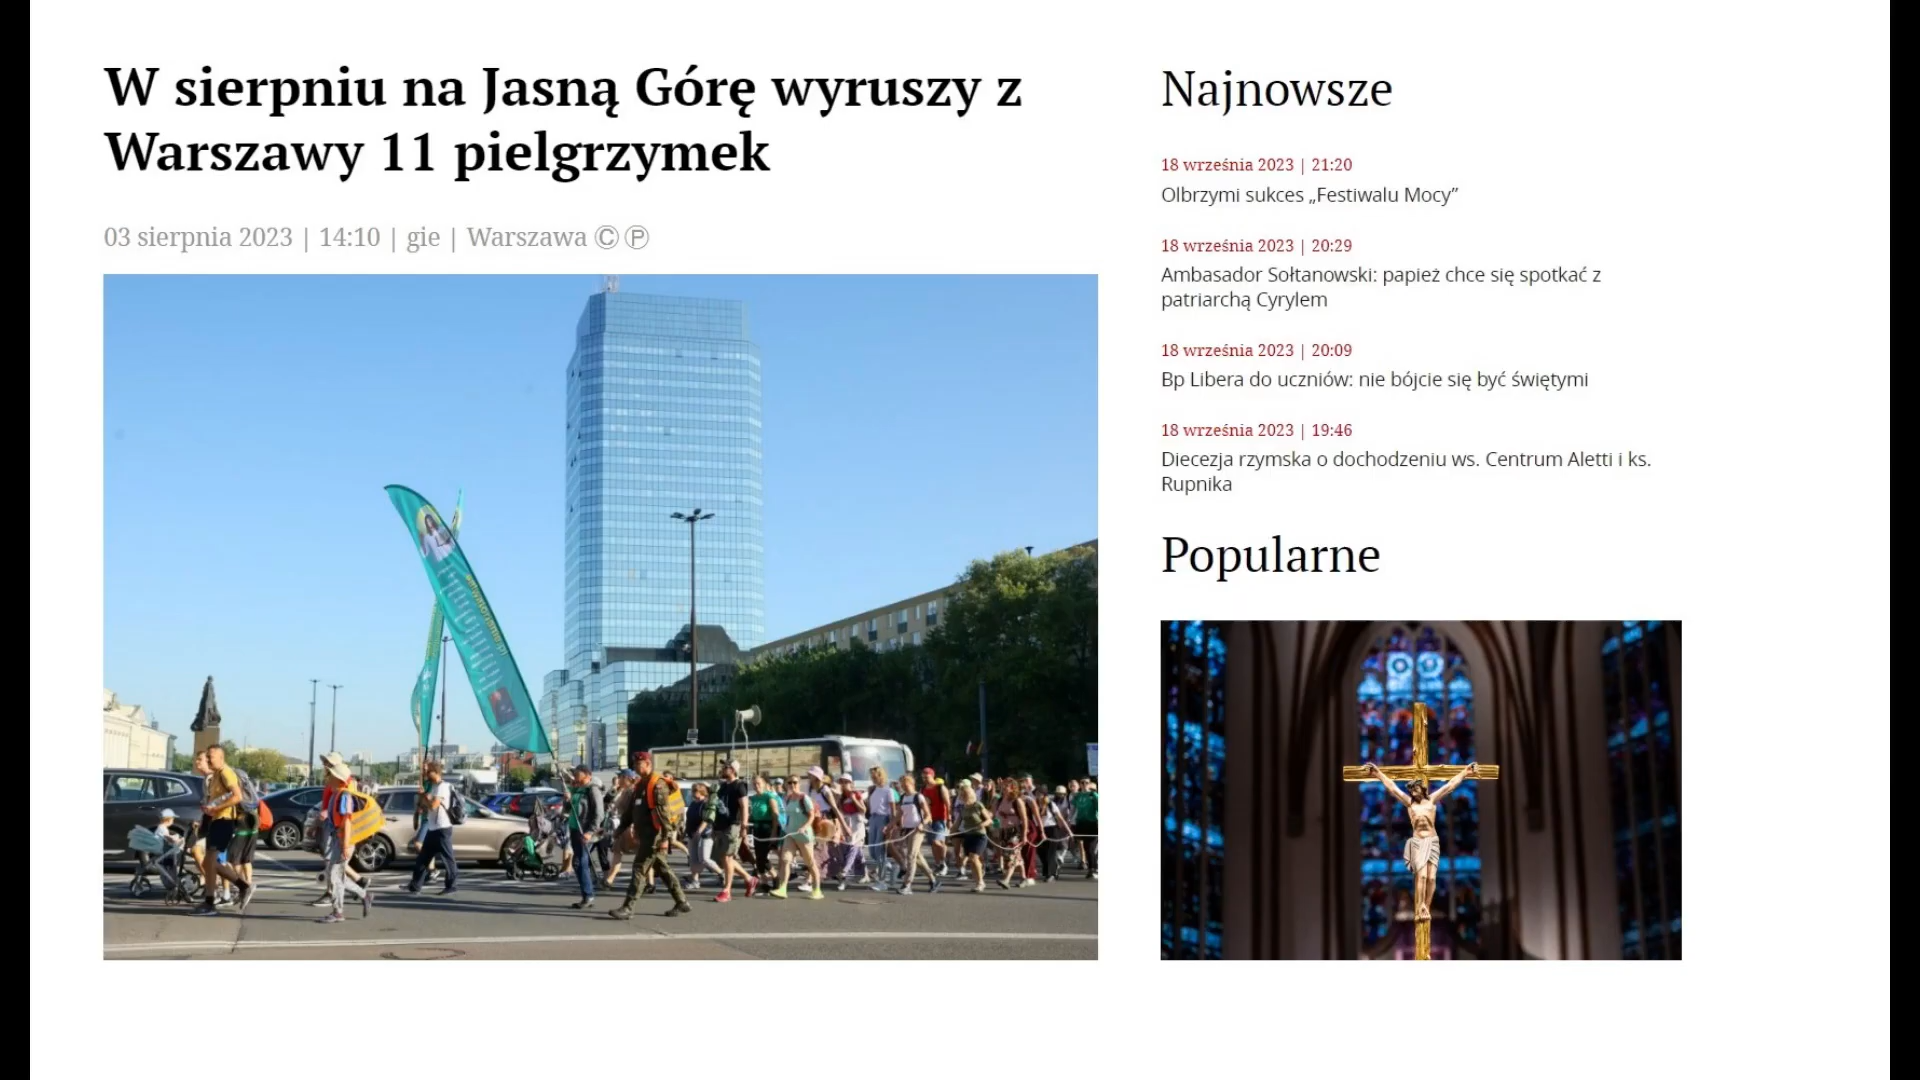 W sierpniu na Jasną Górę wyruszy z
Warszawy 11 pielgrzymek
03 sierpnia 2023 | 14:10 | gie | Warszawa Ⓒ Ⓟ
Najnowsze
18 września 2023 | 21:20
Olbrzymi sukces „Festiwalu Mocy”
18 września 2023 | 20:29
Ambasador Sołtanowski: papież chce się spotkać z
patriarchą Cyrylem
18 września 2023 | 20:09
Bp Libera do uczniów: nie bójcie się być świętymi
18 września 2023 | 19:46
Diecezja rzymska o dochodzeniu ws. Centrum Aletti i ks.
Rupnika
Popularne